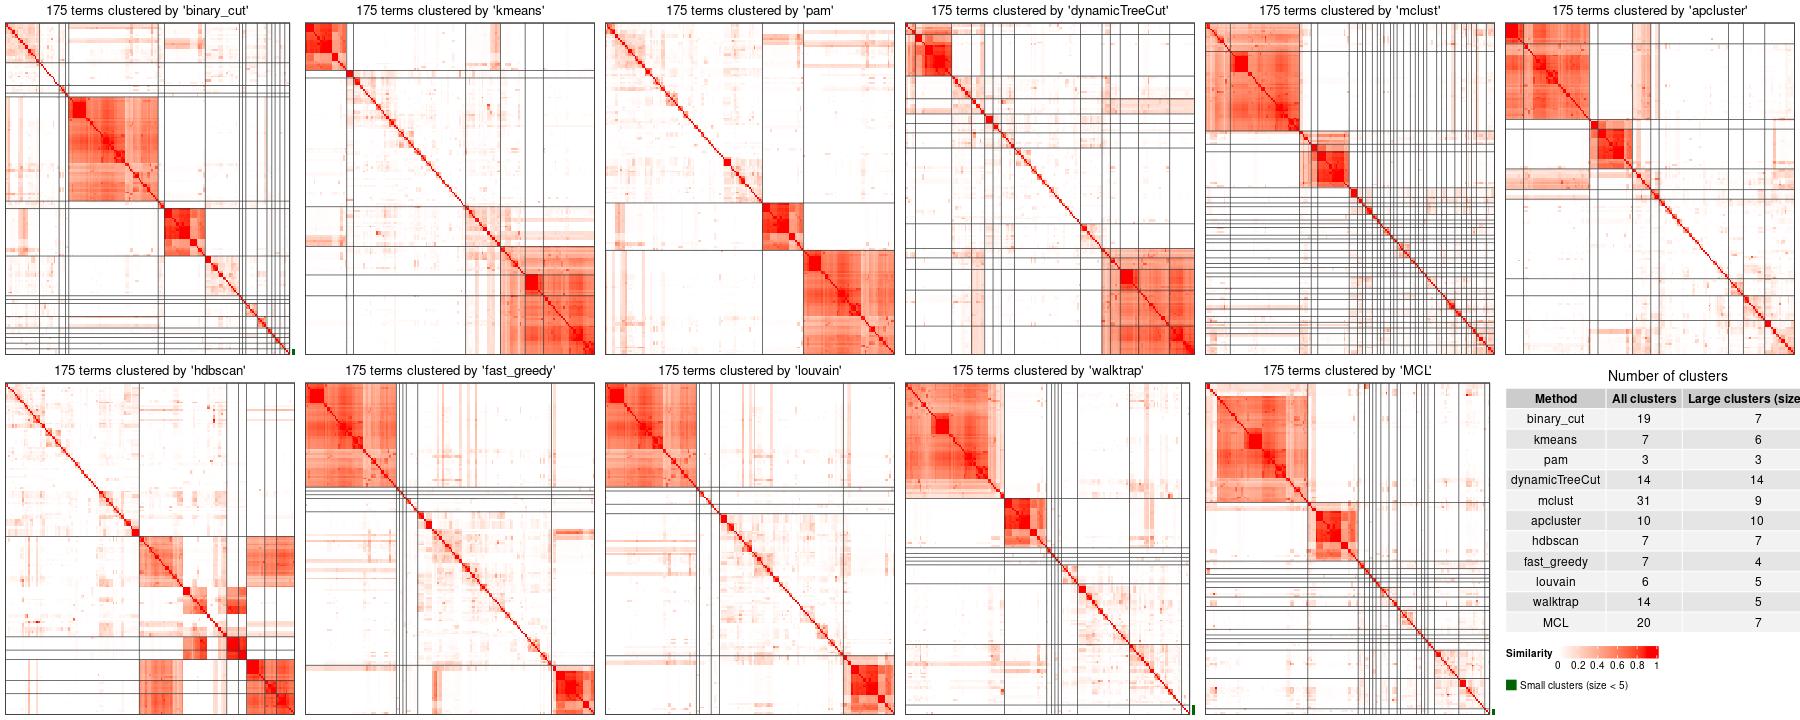 175 terms clustered by 'binary_cut'
175 terms clustered by 'kmeans'
175 terms clustered by 'pam'
175 terms clustered by 'dynamicTreeCut'
175 terms clustered by 'mclust'
175 terms clustered by 'apcluster'
175 terms clustered by 'hdbscan'
175 terms clustered by 'fast_greedy'
175 terms clustered by 'louvain'
175 terms clustered by 'walktrap'
175 terms clustered by 'MCL'
Number of clusters
Method All clusters Large clusters (size
binary_cut 19 7
kmeans 7 6
pam 3 3
dynamicTreeCut 14 14
mclust 31 9
apcluster 10 10
hdbscan 7 7
fast_greedy 7 4
louvain 6 5
walktrap 14 5
MCL 20 7
Similarity
0 0.2 0.4 0.6 0.8 1
Small clusters (size < 5)